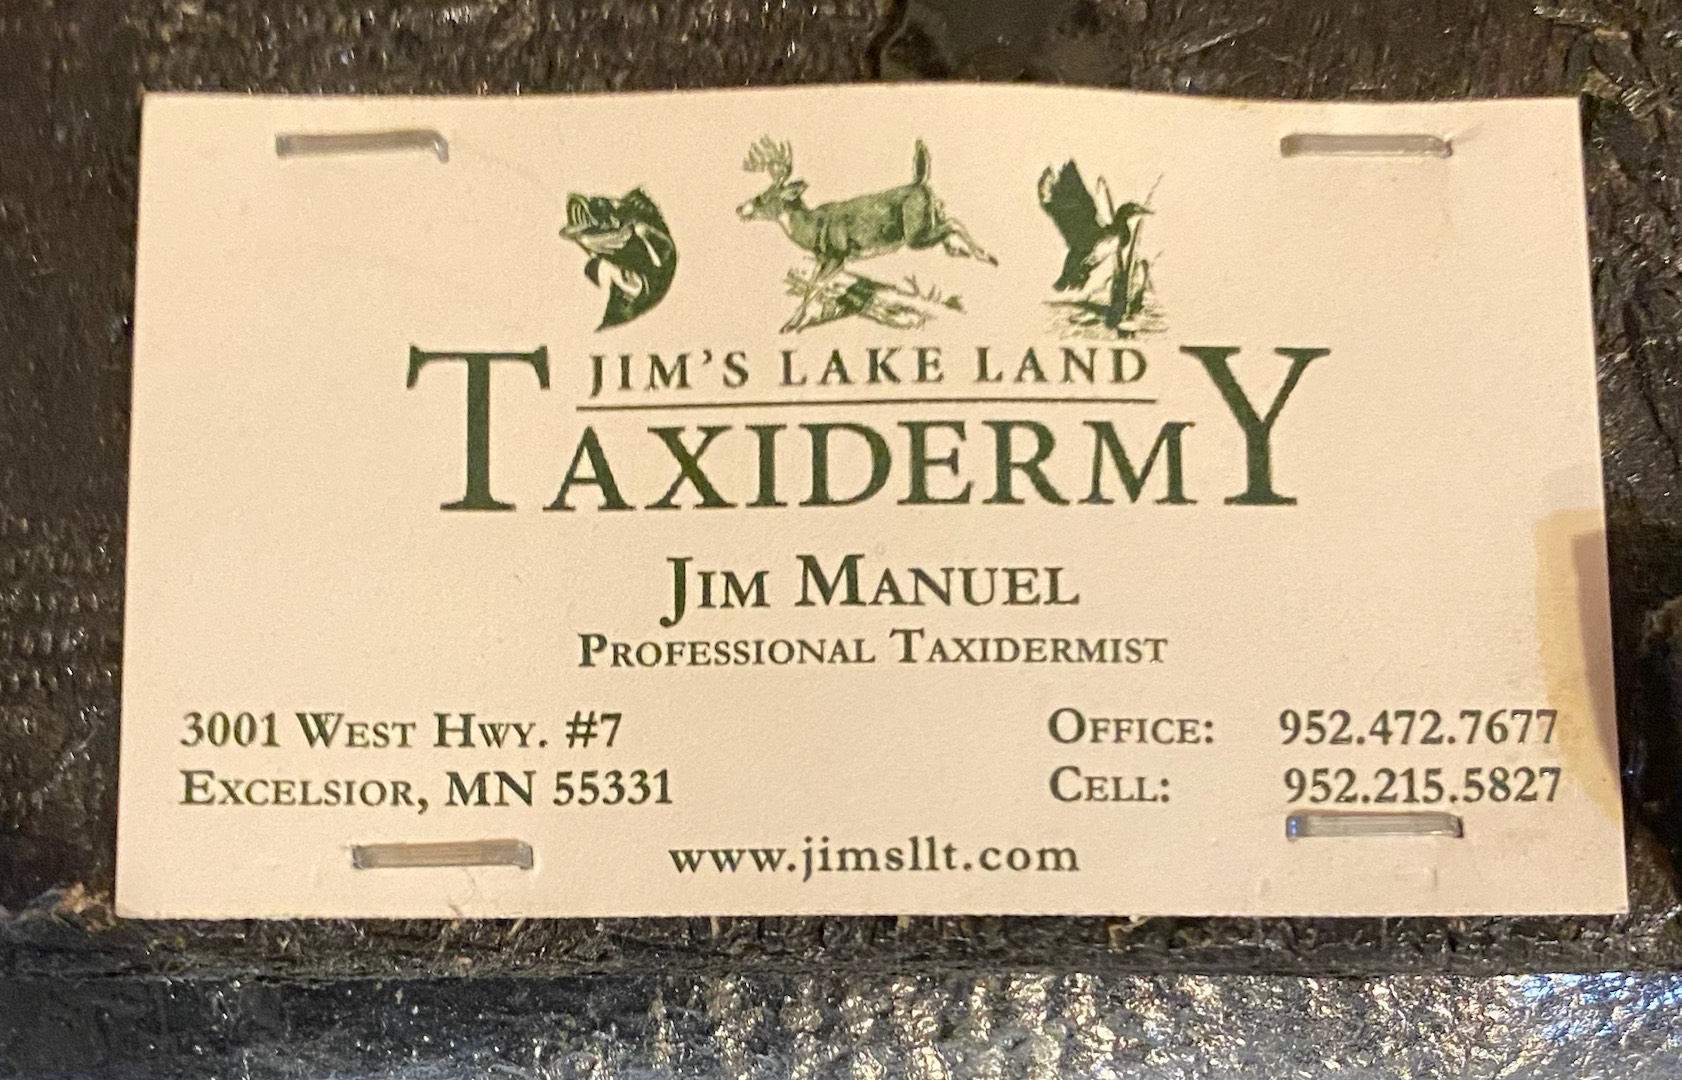 JIM'S LAKE LAND
TAXIDERMY
JIM MANUEL
PROFESSIONAL TAXIDERMIST
3001 WEST HWY. #7
EXCELSIOR, MN 55331
OFFICE: 952.472.7677
CELL: 952.215.5827
www.jimsllt.com